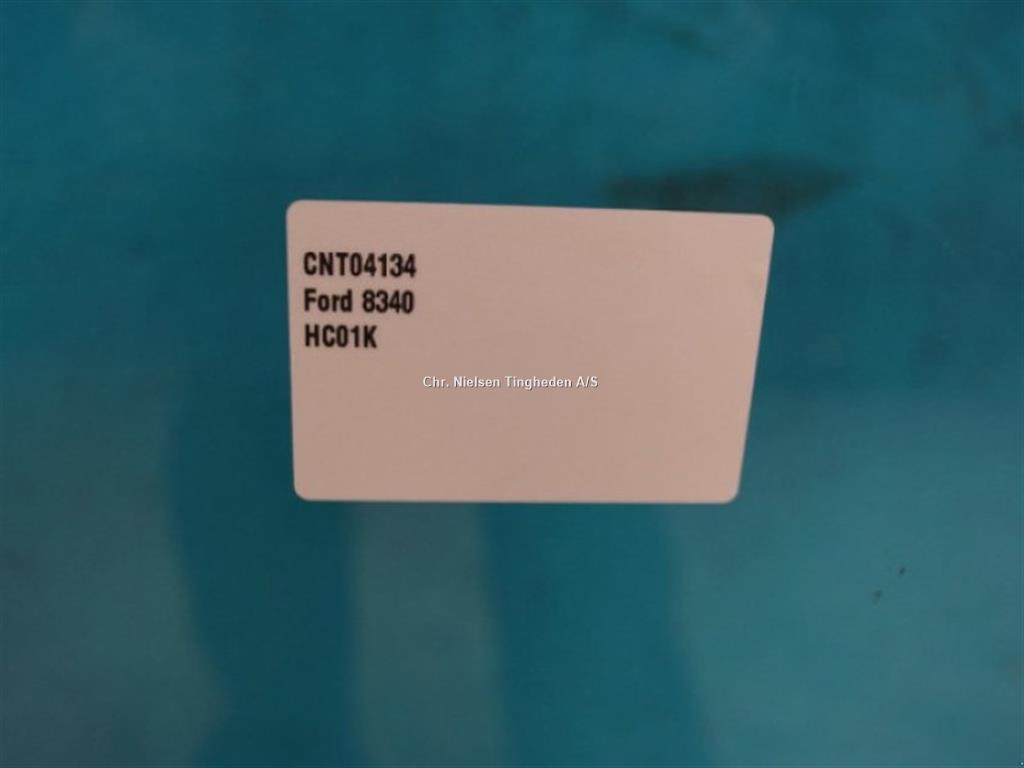 CNT04134
Ford 8340
HC01K
Chr. Nielsen Tingheden A/S